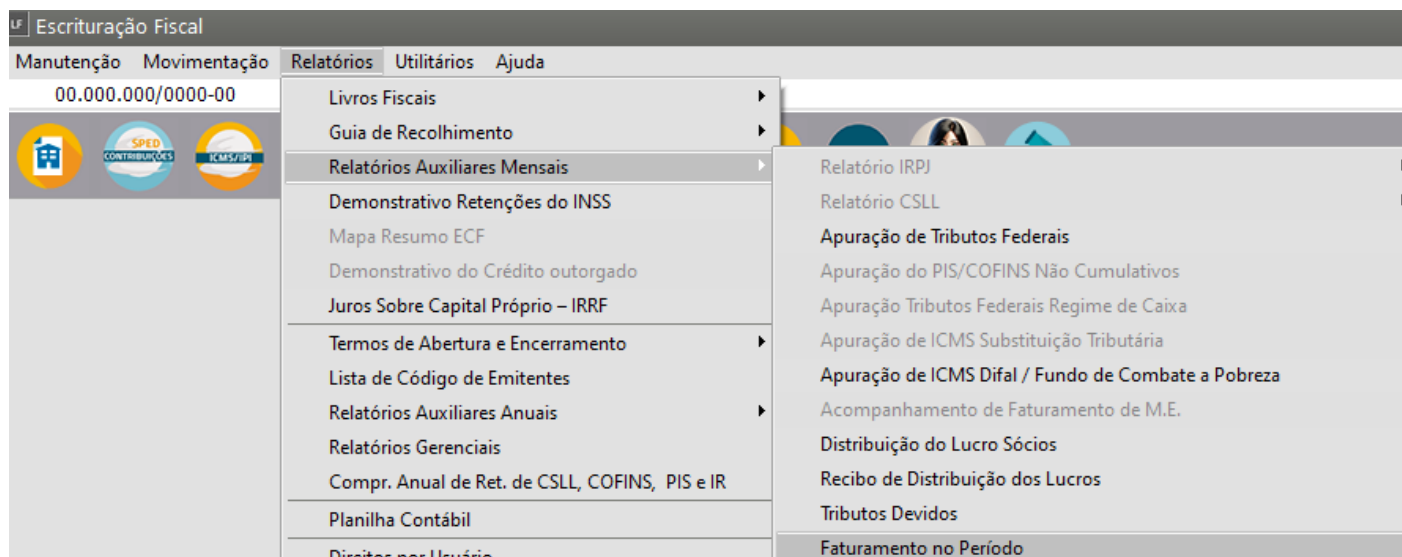 LF Escrituração Fiscal
Manutenção Movimentação Relatórios Utilitários Ajuda
00.000.000/0000-00
SPED
CONTRIBUIÇÕES
ICMS/IPI
Livros Fiscais
Guia de Recolhimento
Relatórios Auxiliares Mensais
Demonstrativo Retenções do INSS
Mapa Resumo ECF
Demonstrativo do Crédito outorgado
Juros Sobre Capital Próprio – IRRF
Termos de Abertura e Encerramento
Lista de Código de Emitentes
Relatórios Auxiliares Anuais
Relatórios Gerenciais
Compr. Anual de Ret. de CSLL, COFINS, PIS e IR
Planilha Contábil
Direitos por Usuário
Relatório IRPJ
Relatório CSLL
Apuração de Tributos Federais
Apuração do PIS/COFINS Não Cumulativos
Apuração Tributos Federais Regime de Caixa
Apuração de ICMS Substituição Tributária
Apuração de ICMS Difal / Fundo de Combate a Pobreza
Acompanhamento de Faturamento de M.E.
Distribuição do Lucro Sócios
Recibo de Distribuição dos Lucros
Tributos Devidos
Faturamento no Período